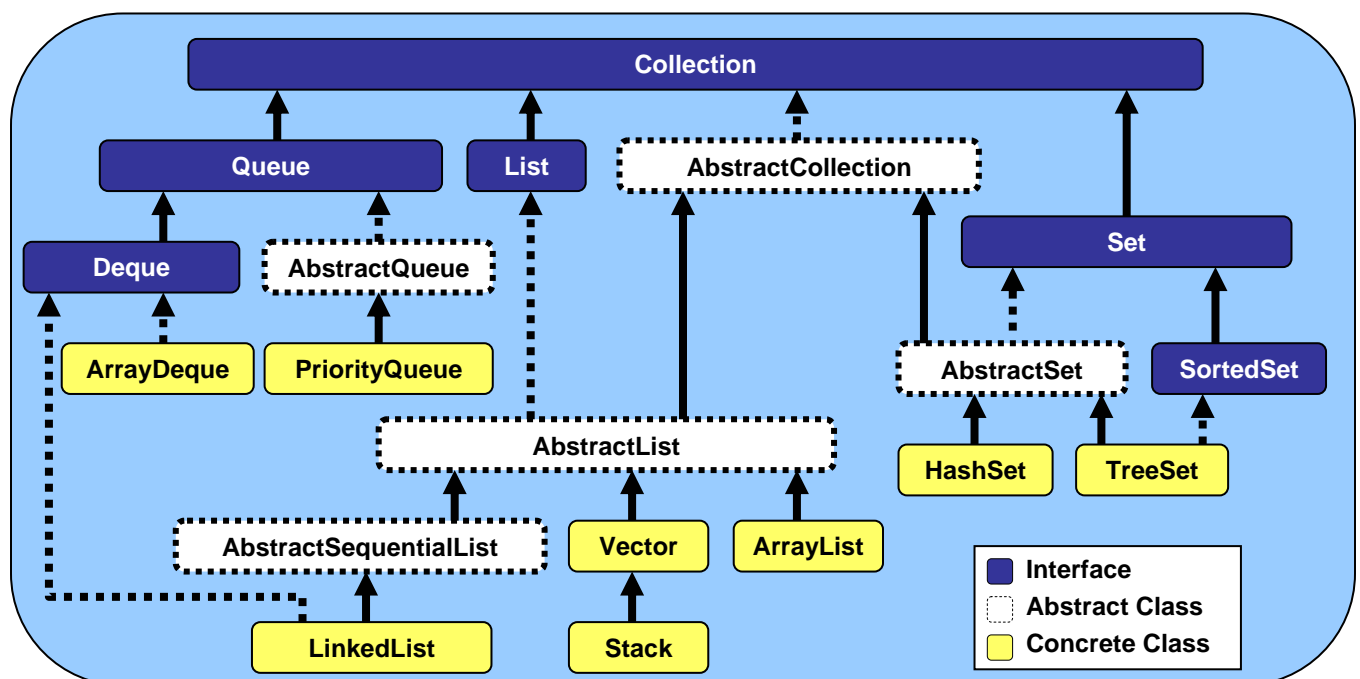 Collection
Queue
List
AbstractCollection
Set
Deque
AbstractQueue
ArrayDeque
PriorityQueue
AbstractSet
SortedSet
AbstractList
HashSet
TreeSet
AbstractSequentialList
Vector
ArrayList
LinkedList
Stack
Interface
Abstract Class
Concrete Class